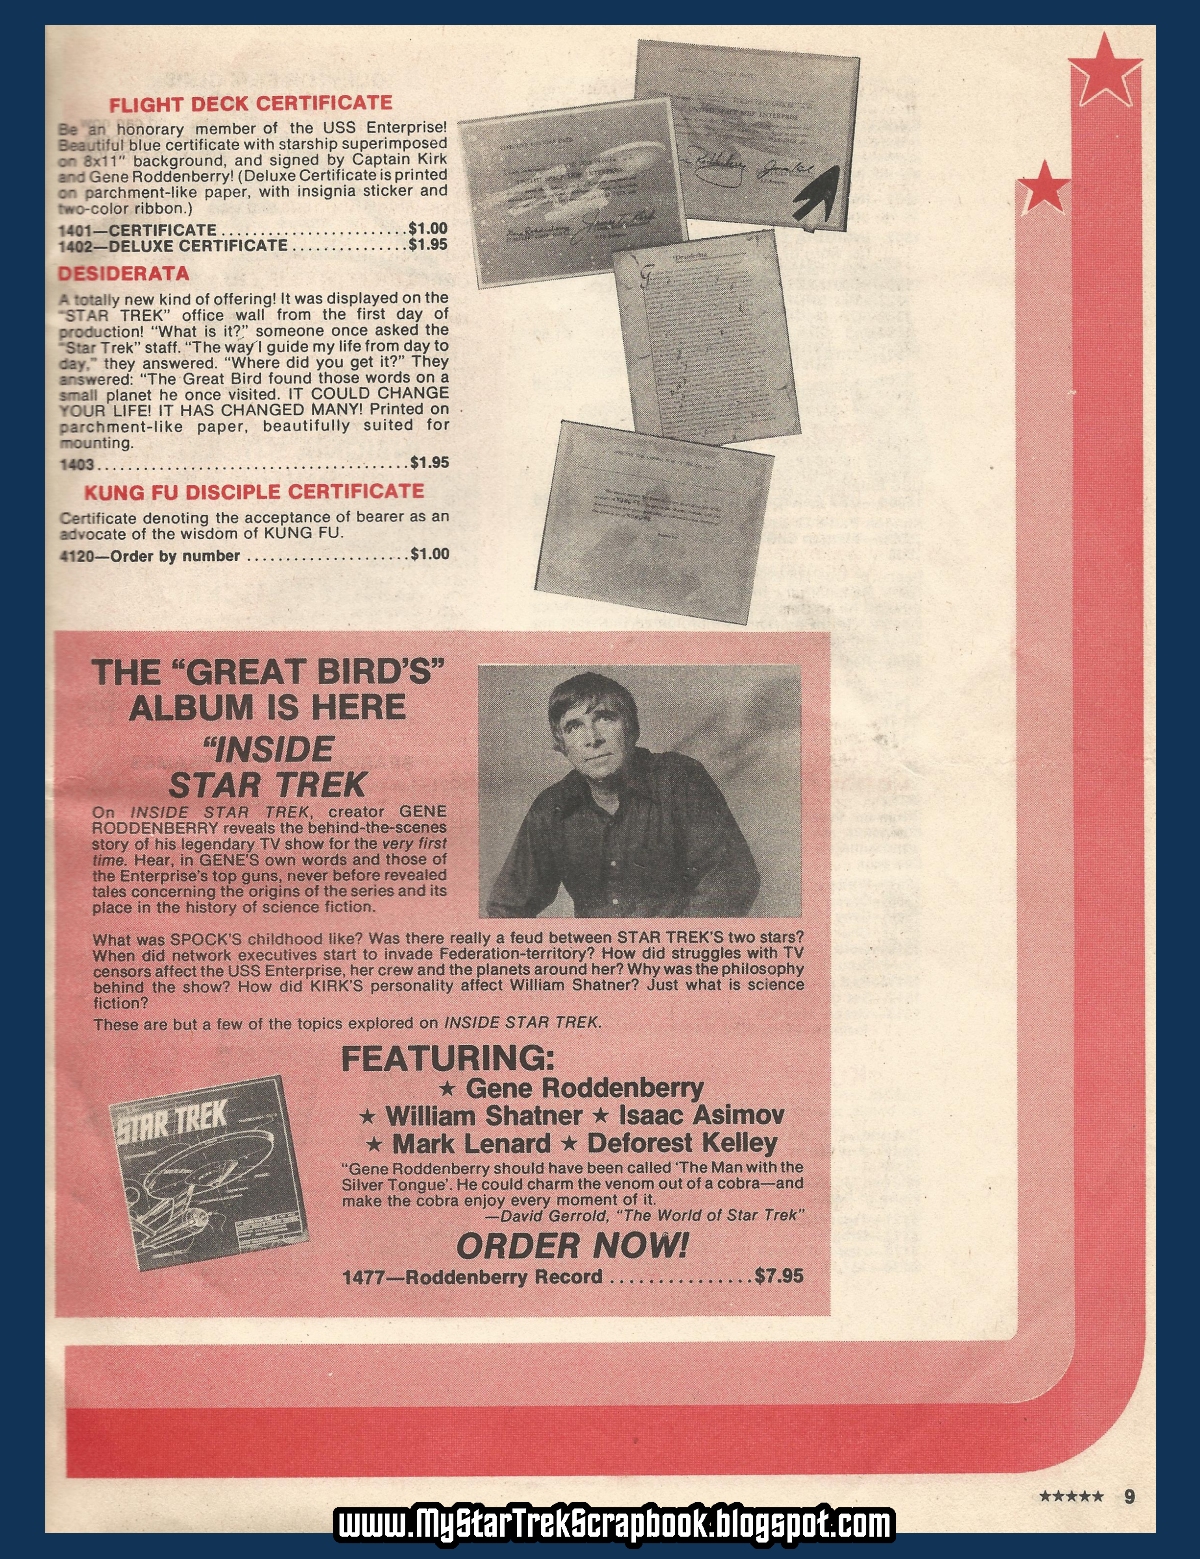 FLIGHT DECK CERTIFICATE
Be an honorary member of the USS Enterprise!
Beautiful blue certificate with starship superimposed
on 8x11" background, and signed by Captain Kirk
and Gene Roddenberry! (Deluxe Certificate is printed
on parchment-like paper, with insignia sticker and
two-color ribbon.)
1401—CERTIFICATE........................$1.00
1402—DELUXE CERTIFICATE...............$1.95
DESIDERATA
A totally new kind of offering! It was displayed on the
"STAR TREK" office wall from the first day of
production! "What is it?" someone once asked the
"Star Trek" staff. "The way I guide my life from day to
day," they answered. "Where did you get it?" They
answered: "The Great Bird found those words on a
small planet he once visited. IT COULD CHANGE
YOUR LIFE! IT HAS CHANGED MANY! Printed on
parchment-like paper, beautifully suited for
mounting.
1403.........................................$1.95
KUNG FU DISCIPLE CERTIFICATE
Certificate denoting the acceptance of bearer as an
advocate of the wisdom of KUNG FU.
4120—Order by number .....................$1.00
THE "GREAT BIRD'S"
ALBUM IS HERE
"INSIDE
STAR TREK
On INSIDE STAR TREK, creator GENE
RODDENBERRY reveals the behind-the-scenes
story of his legendary TV show for the very first
time. Hear, in GENE'S own words and those of
the Enterprise's top guns, never before revealed
tales concerning the origins of the series and its
place in the history of science fiction.
What was SPOCK'S childhood like? Was there really a feud between STAR TREK'S two stars?
When did network executives start to invade Federation-territory? How did struggles with TV
censors affect the USS Enterprise, her crew and the planets around her? Why was the philosophy
behind the show? How did KIRK'S personality affect William Shatner? Just what is science
fiction?
These are but a few of the topics explored on INSIDE STAR TREK.
STAR TREK
FEATURING:
★ Gene Roddenberry
★ William Shatner ★ Isaac Asimov
★ Mark Lenard ★ Deforest Kelley
"Gene Roddenberry should have been called 'The Man with the
Silver Tongue'. He could charm the venom out of a cobra—and
make the cobra enjoy every moment of it.
—David Gerrold, "The World of Star Trek"
ORDER NOW!
1477—Roddenberry Record ...............$7.95
★★★★★ 9
www.MyStarTrekScrapbook.blogspot.com